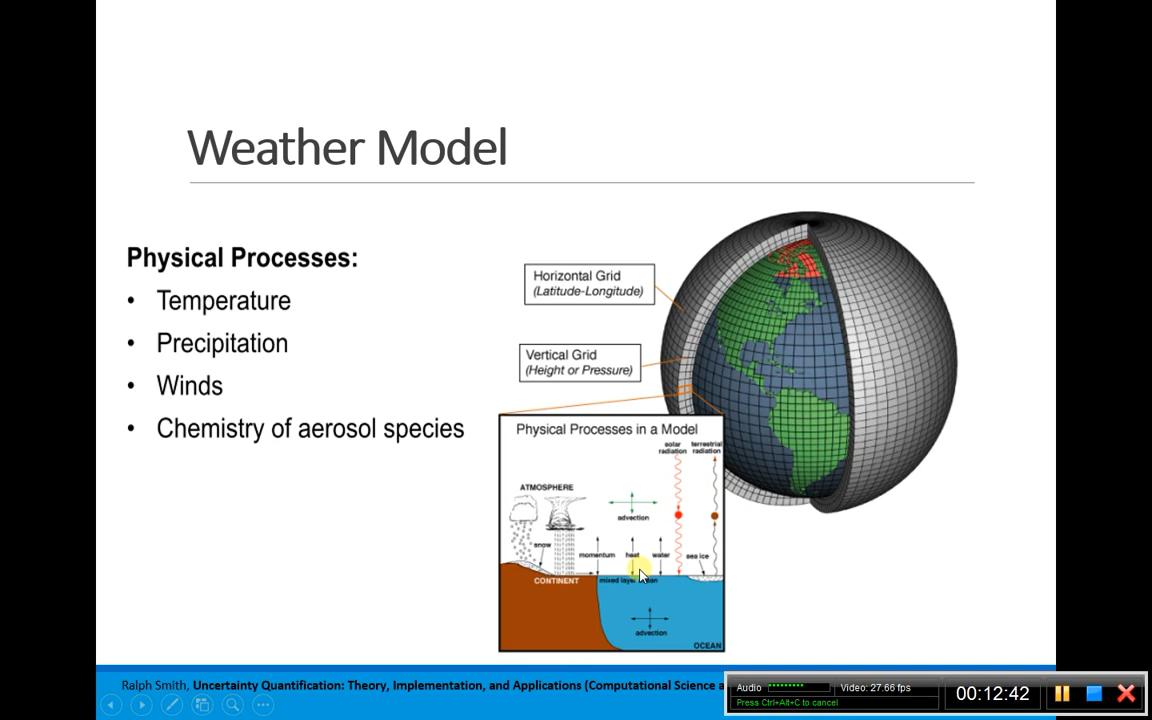 Weather Model
Physical Processes:
• Temperature
• Precipitation
• Winds
• Chemistry of aerosol species
Horizontal Grid
(Latitude-Longitude)
Vertical Grid
(Height or Pressure)
Physical Processes in a Model
solar radiation
terrestrial radiation
ATMOSPHERE
advection
snow
momentum
heat
water
sea ice
CONTINENT
mixed layer
advection
OCEAN
Ralph Smith, Uncertainty Quantification: Theory, Implementation, and Applications (Computational Science a
Audio
Video: 27.66 fps
Press Ctrl+Alt+C to cancel
00:12:42